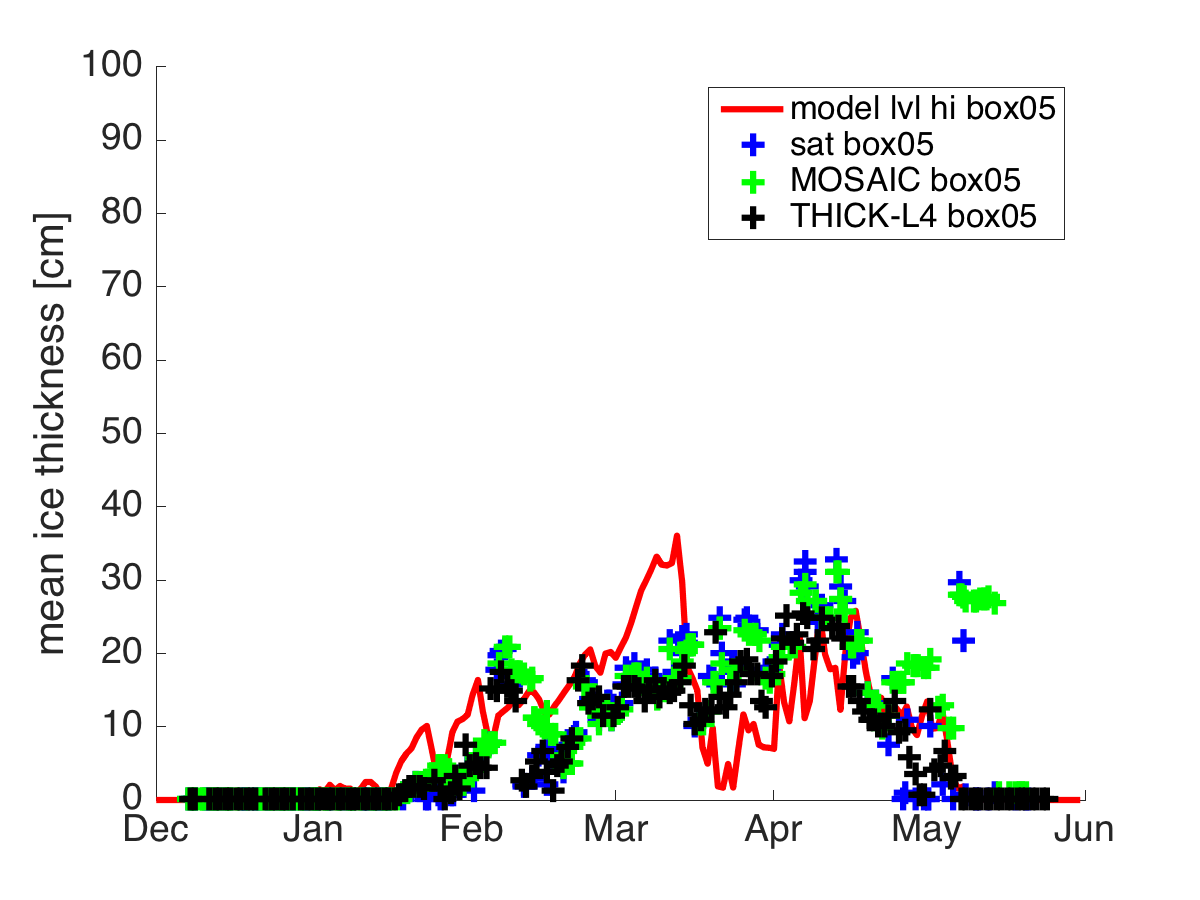 100
90
80
70
60
50
40
30
20
10
0
mean ice thickness [cm]
Dec Jan Feb Mar Apr May Jun
model lvl hi box05
sat box05
MOSAIC box05
THICK-L4 box05